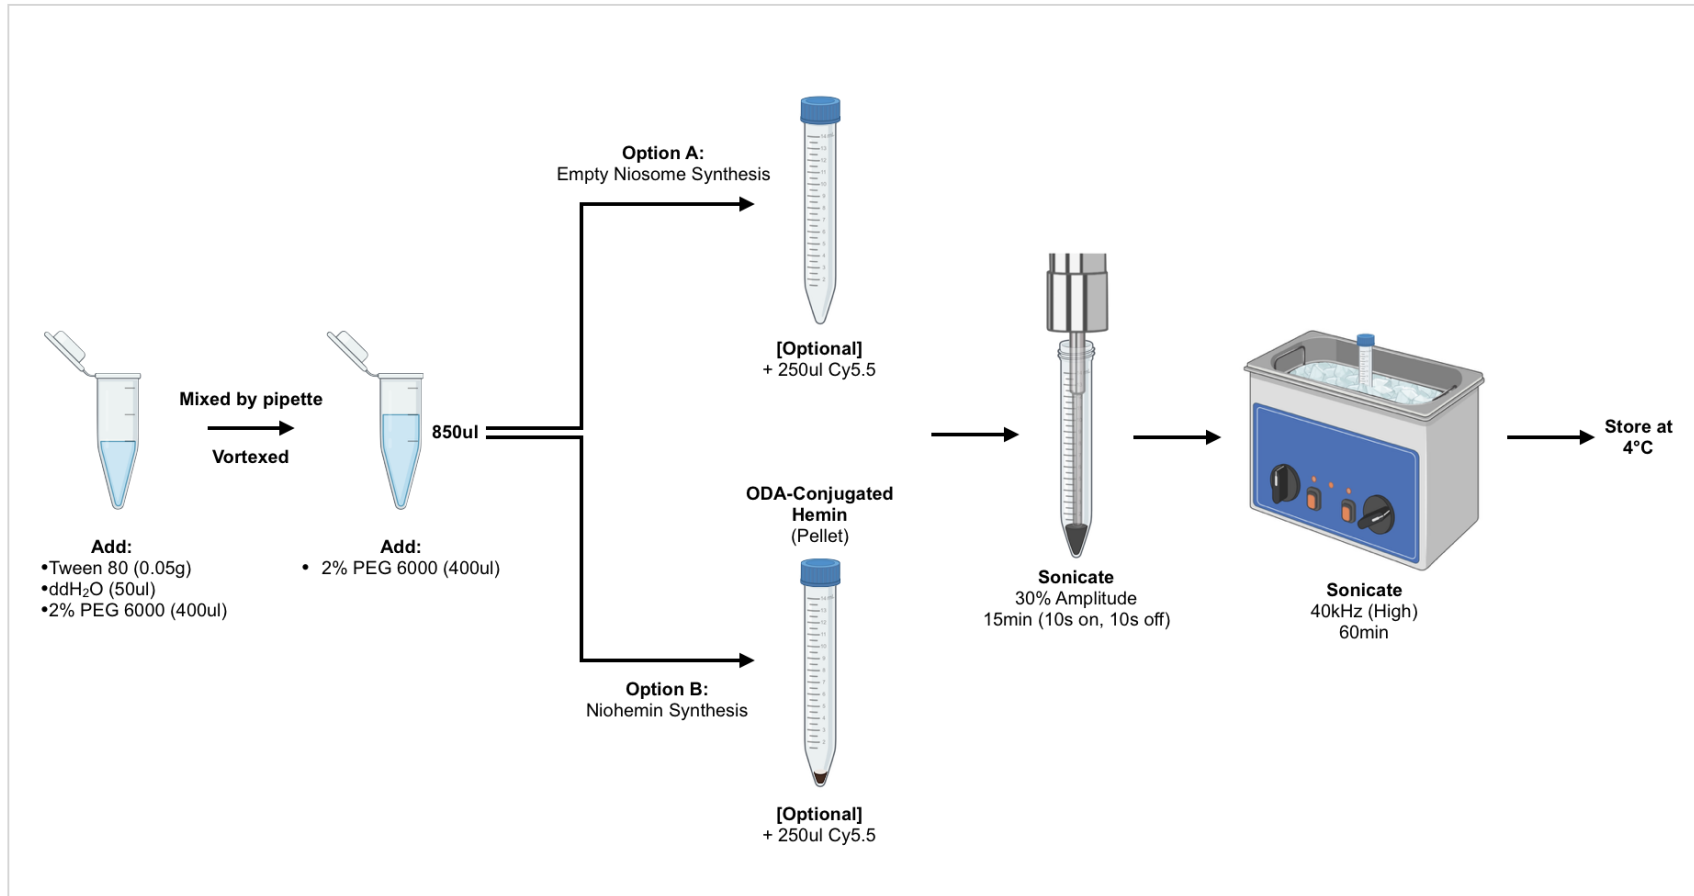 Option A:
Empty Niosome Synthesis
[Optional]
+ 250ul Cy5.5
Mixed by pipette
Vortexed
850ul
Add:
•Tween 80 (0.05g)
•ddH₂O (50ul)
•2% PEG 6000 (400ul)
Add:
• 2% PEG 6000 (400ul)
ODA-Conjugated
Hemin
(Pellet)
Option B:
Niohemin Synthesis
[Optional]
+ 250ul Cy5.5
Sonicate
30% Amplitude
15min (10s on, 10s off)
Sonicate
40kHz (High)
60min
Store at
4°C